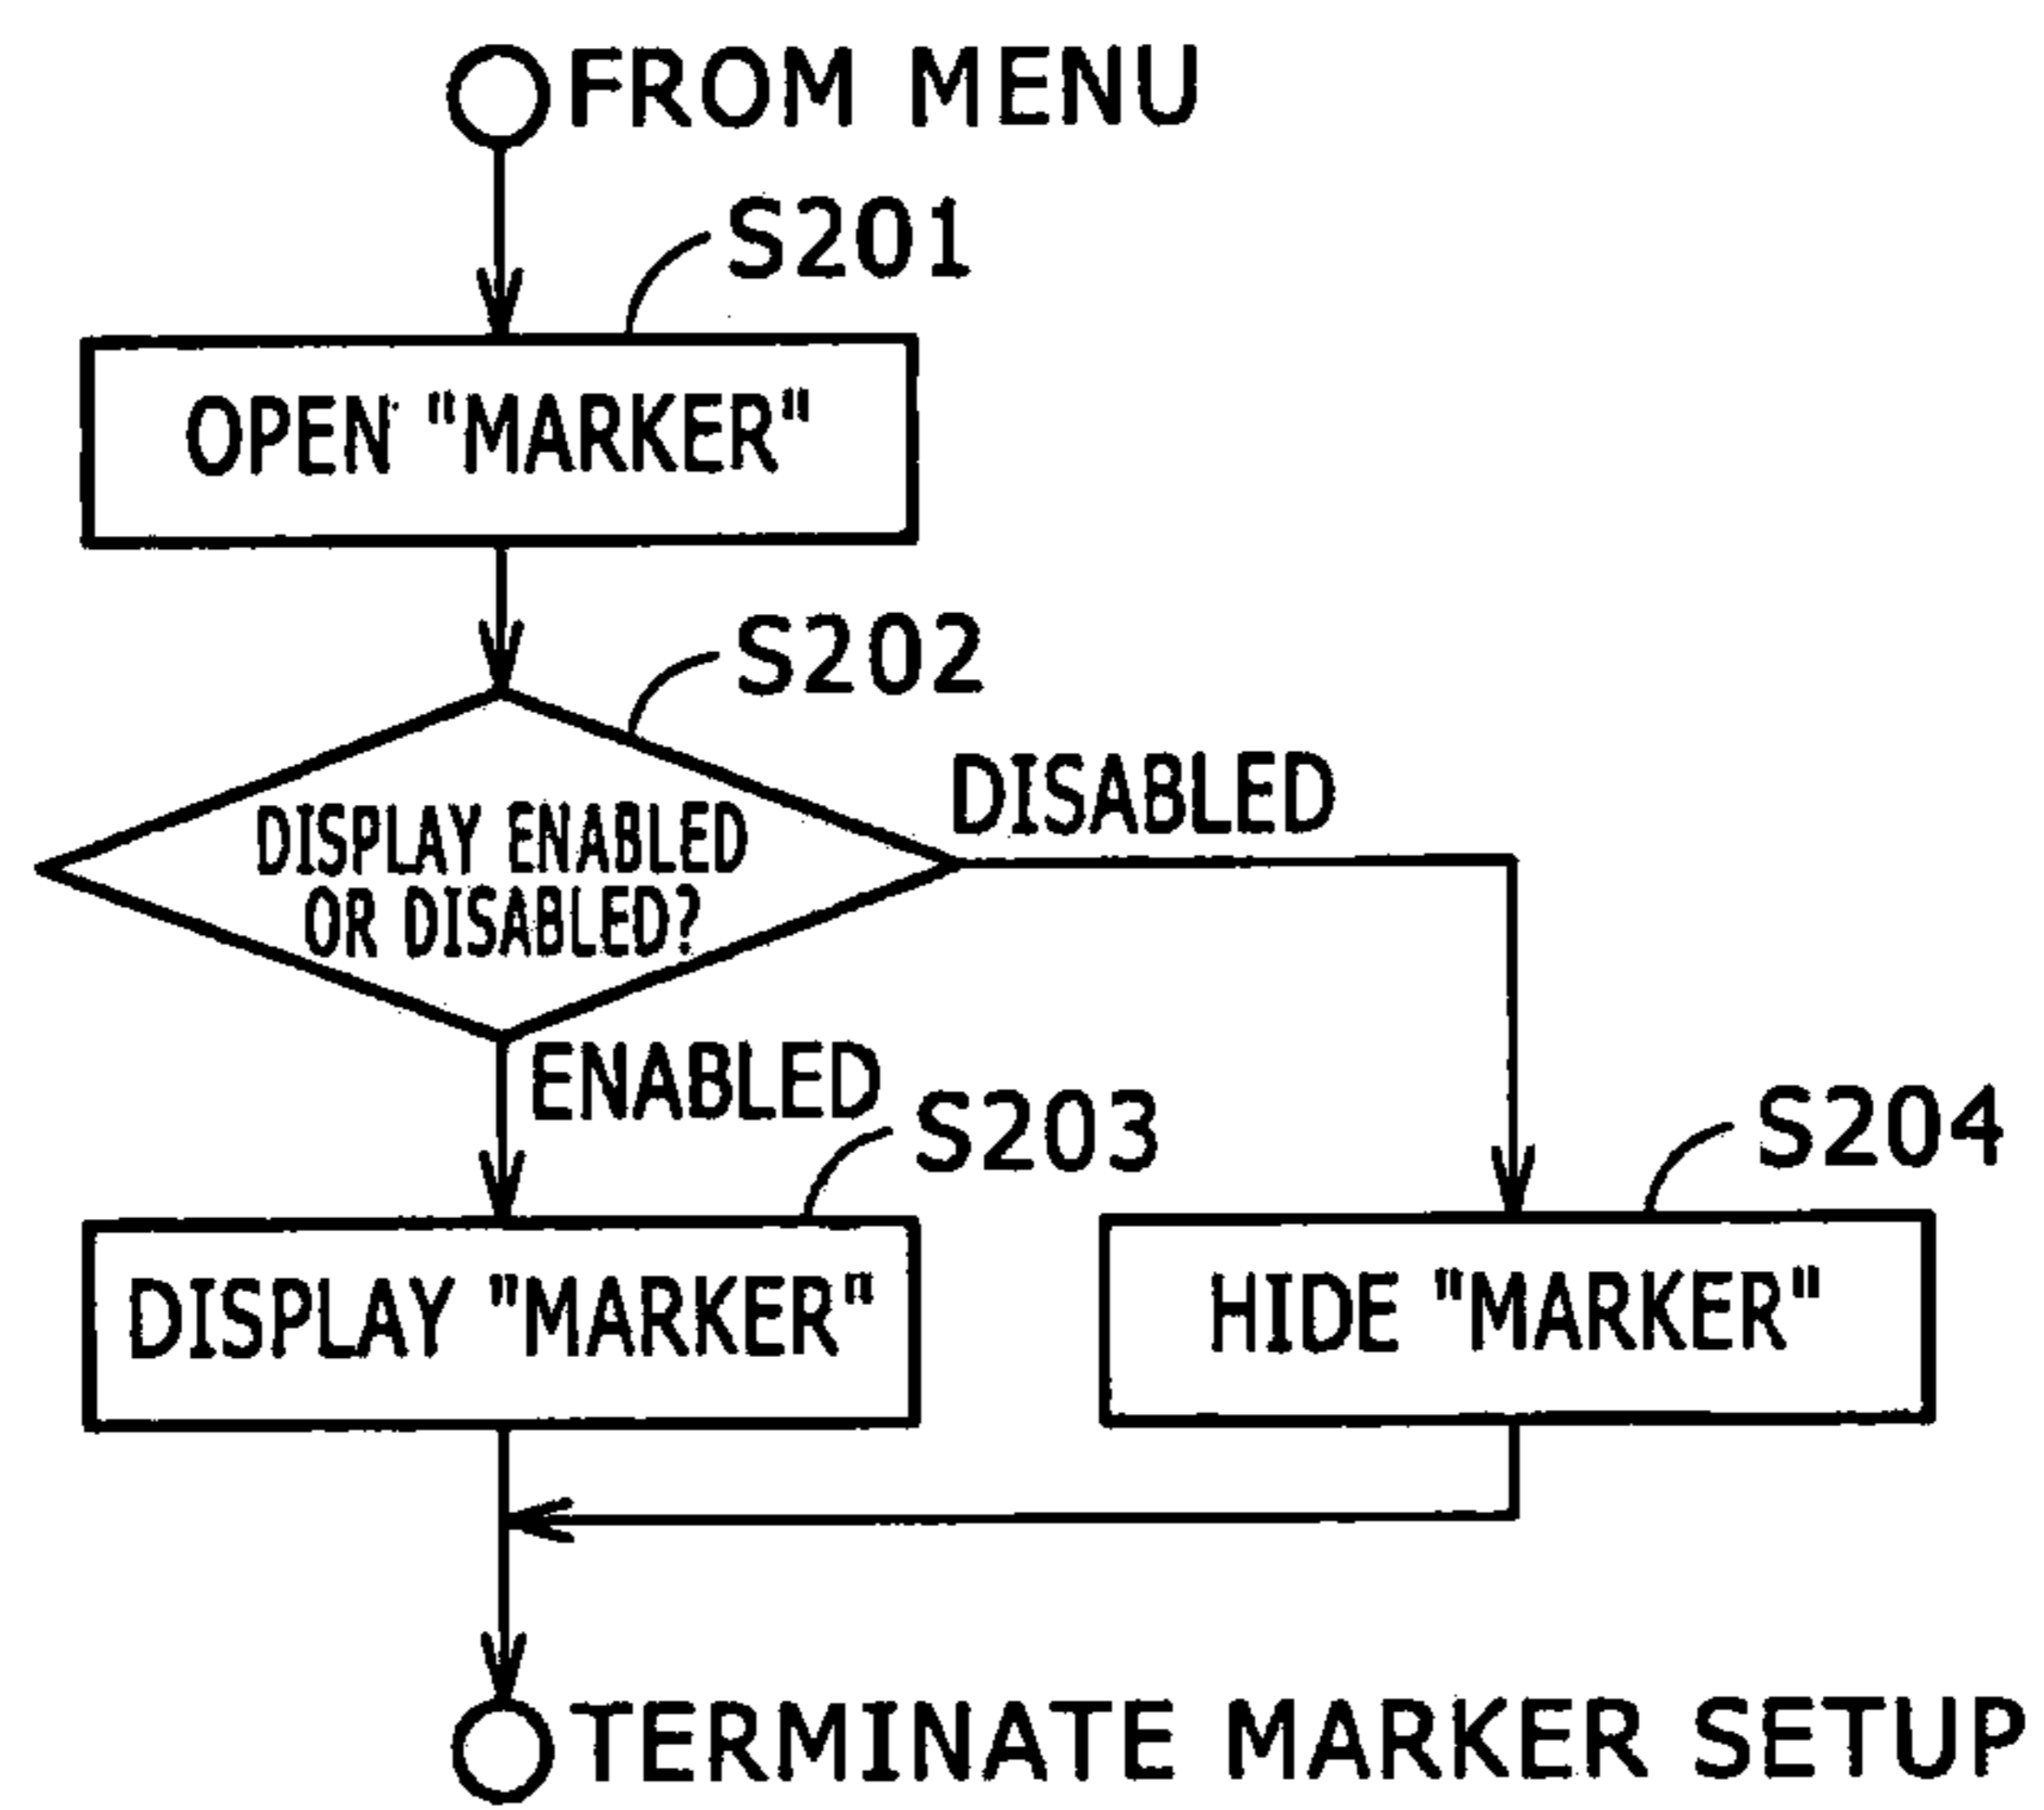 FROM MENU
S201
OPEN "MARKER"
S202
DISABLED
DISPLAY ENABLED
OR DISABLED?
ENABLED
S203
S204
DISPLAY "MARKER"
HIDE "MARKER"
TERMINATE MARKER SETUP